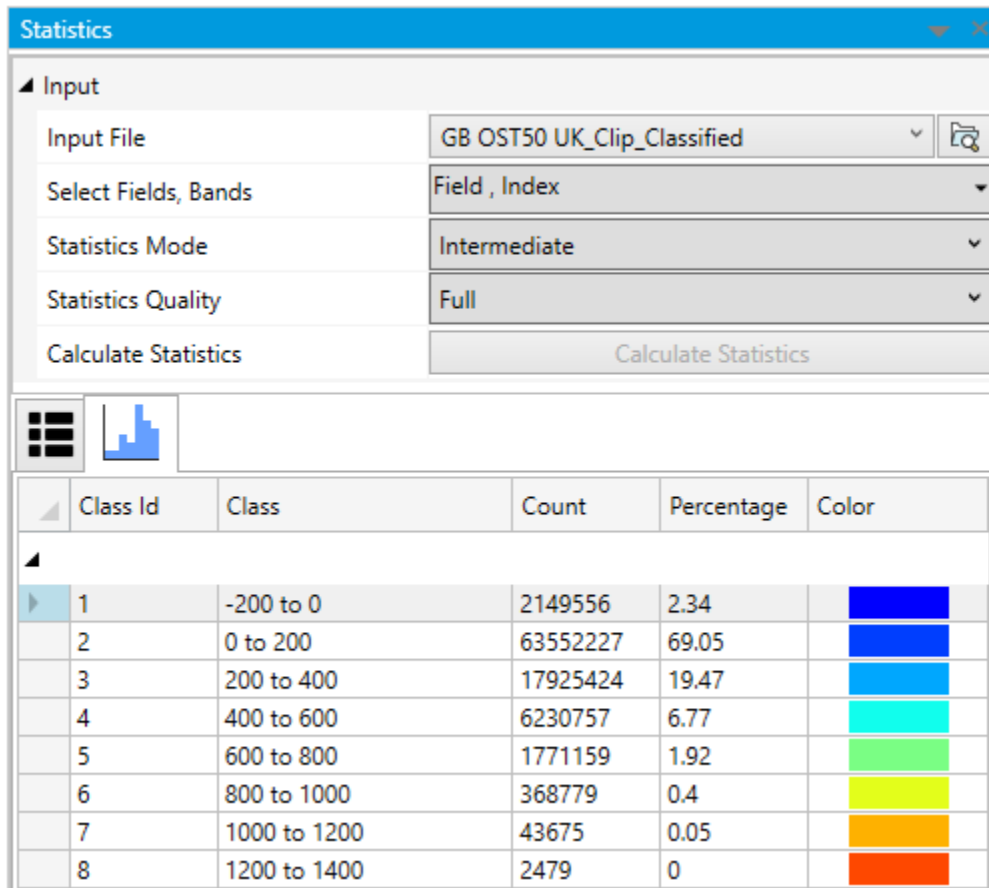 Statistics
Input
Input File GB OST50 UK_Clip_Classified
Select Fields, Bands Field , Index
Statistics Mode Intermediate
Statistics Quality Full
Calculate Statistics Calculate Statistics
Class Id Class Count Percentage Color
1 -200 to 0 2149556 2.34
2 0 to 200 63552227 69.05
3 200 to 400 17925424 19.47
4 400 to 600 6230757 6.77
5 600 to 800 1771159 1.92
6 800 to 1000 368779 0.4
7 1000 to 1200 43675 0.05
8 1200 to 1400 2479 0